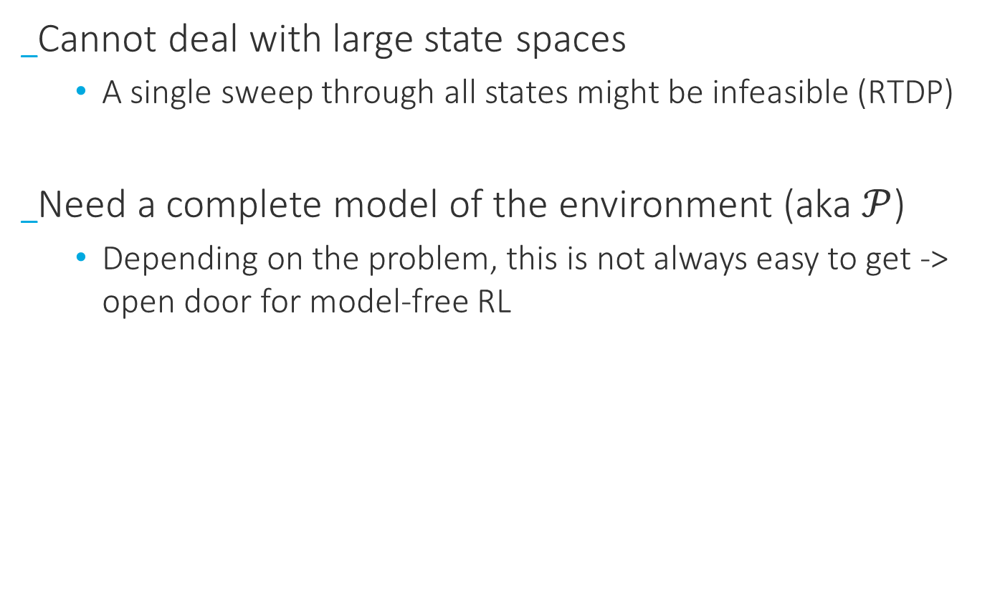 _Cannot deal with large state spaces
• A single sweep through all states might be infeasible (RTDP)
_Need a complete model of the environment (aka 𝒫)
• Depending on the problem, this is not always easy to get ->
open door for model-free RL